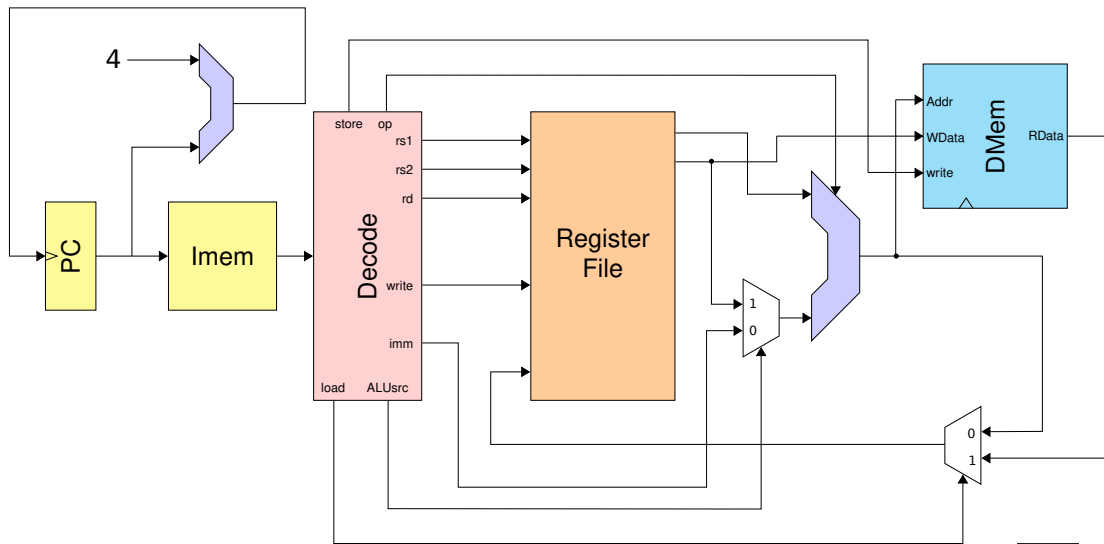 4
PC
Imem
store
op
rs1
rs2
rd
Decode
write
imm
load
ALUsrc
Register
File
1
0
Addr
WData
write
DMem
RData
0
1